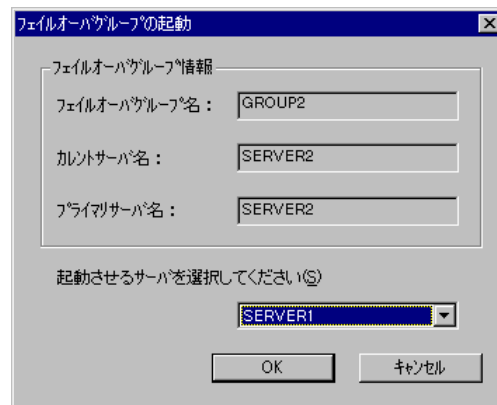 ﾌｪｲﾙｵｰﾊﾞｸﾞﾙｰﾌﾟの起動
ﾌｪｲﾙｵｰﾊﾞｸﾞﾙｰﾌﾟ情報
ﾌｪｲﾙｵｰﾊﾞｸﾞﾙｰﾌﾟ名： GROUP2
ｶﾚﾝﾄｻｰﾊﾞ名： SERVER2
ﾌﾟﾗｲﾏﾘｻｰﾊﾞ名： SERVER2
起動させるｻｰﾊﾞを選択してください(S)
SERVER1
OK ｷｬﾝｾﾙ